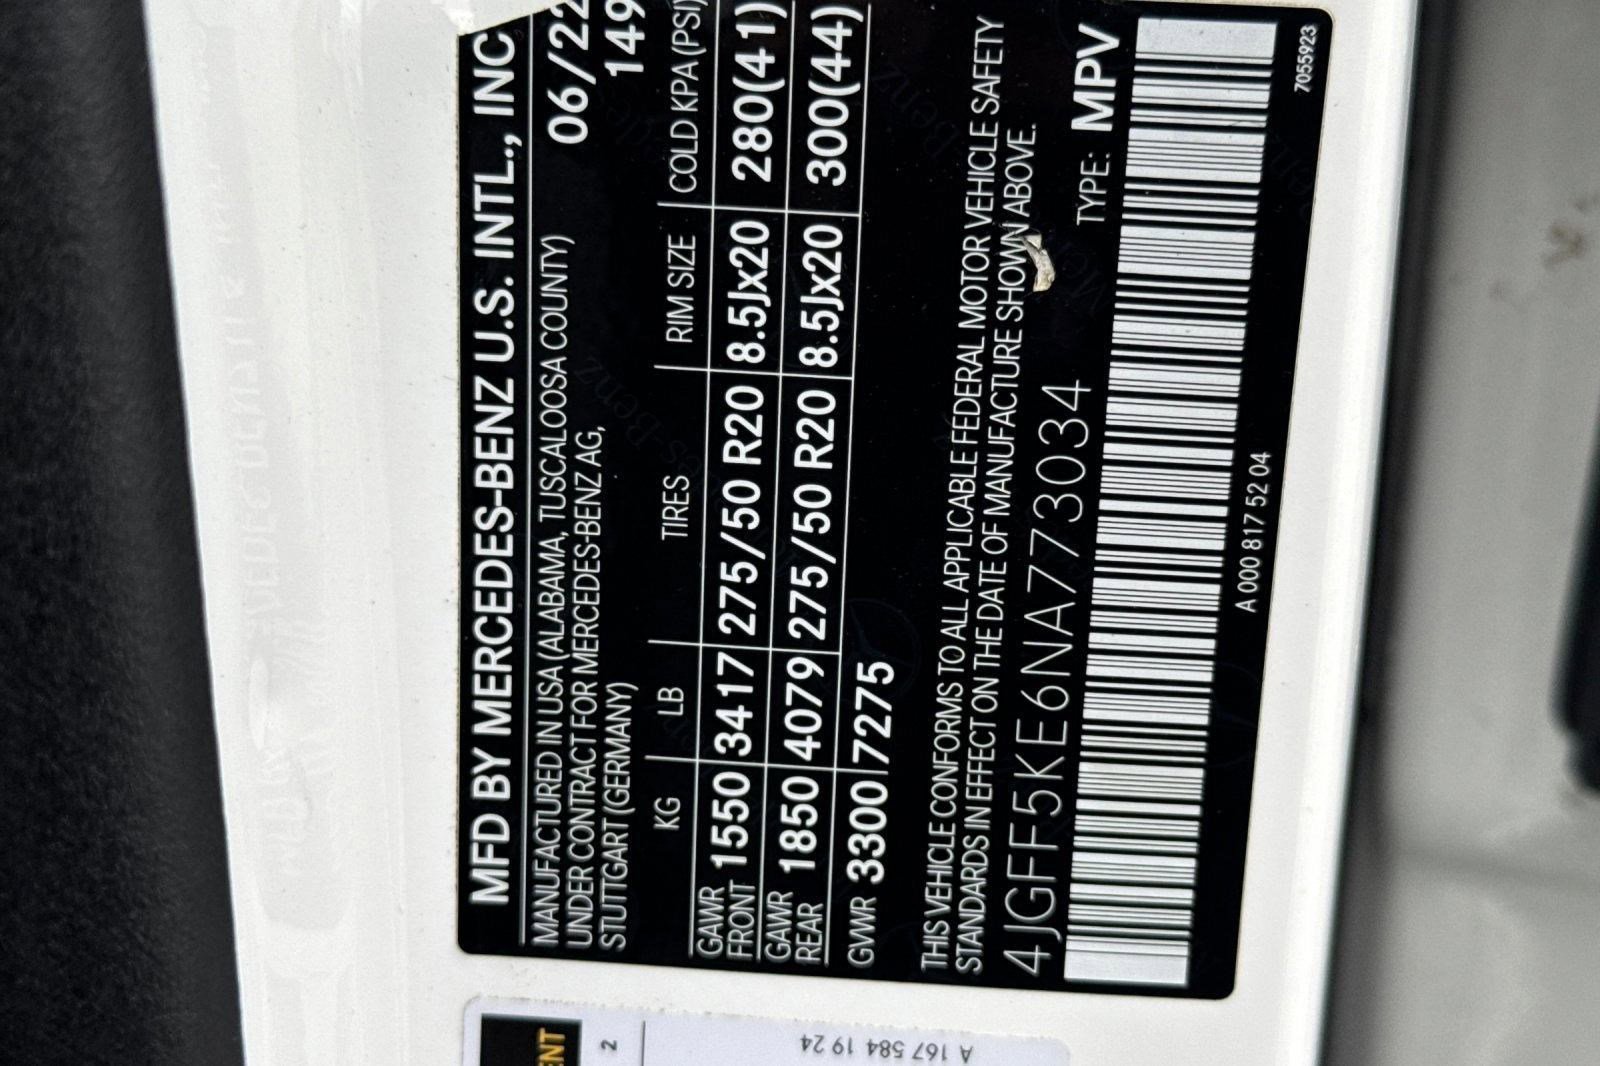 MFD BY MERCEDES-BENZ U.S. INTL., INC
MANUFACTURED IN USA (ALABAMA, TUSCALOOSA COUNTY) 06/22
UNDER CONTRACT FOR MERCEDES-BENZ AG,
STUTTGART (GERMANY) 149
KG LB TIRES RIM SIZE COLD KPA (PSI)
GAWR FRONT 1550 3417 275/50 R20 8.5Jx20 280(41)
GAWR REAR 1850 4079 275/50 R20 8.5Jx20 300(44)
GVWR 3300 7275
THIS VEHICLE CONFORMS TO ALL APPLICABLE FEDERAL MOTOR VEHICLE SAFETY
STANDARDS IN EFFECT ON THE DATE OF MANUFACTURE SHOWN ABOVE.
4JGFF5KE6NA773034 TYPE: MPV
A 000 817 52 04
7055923
2
A 167 584 19 24